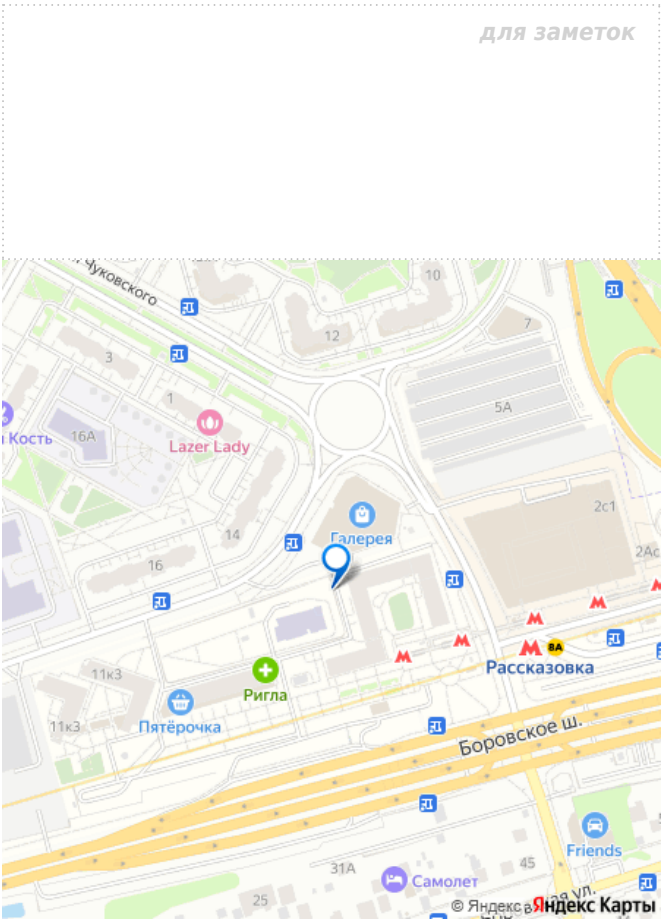 для заметок
Чуковского
10
12
7
3
1
5А
Lazer Lady
Кость
16А
2с1
14
Галерея
2Ас
16
8А
Рассказовка
11к3
Ригла
11к3
Пятёрочка
Боровское ш.
Friends
31А
45
Самолет
25
ул.
© Яндекс
Яндекс Карты